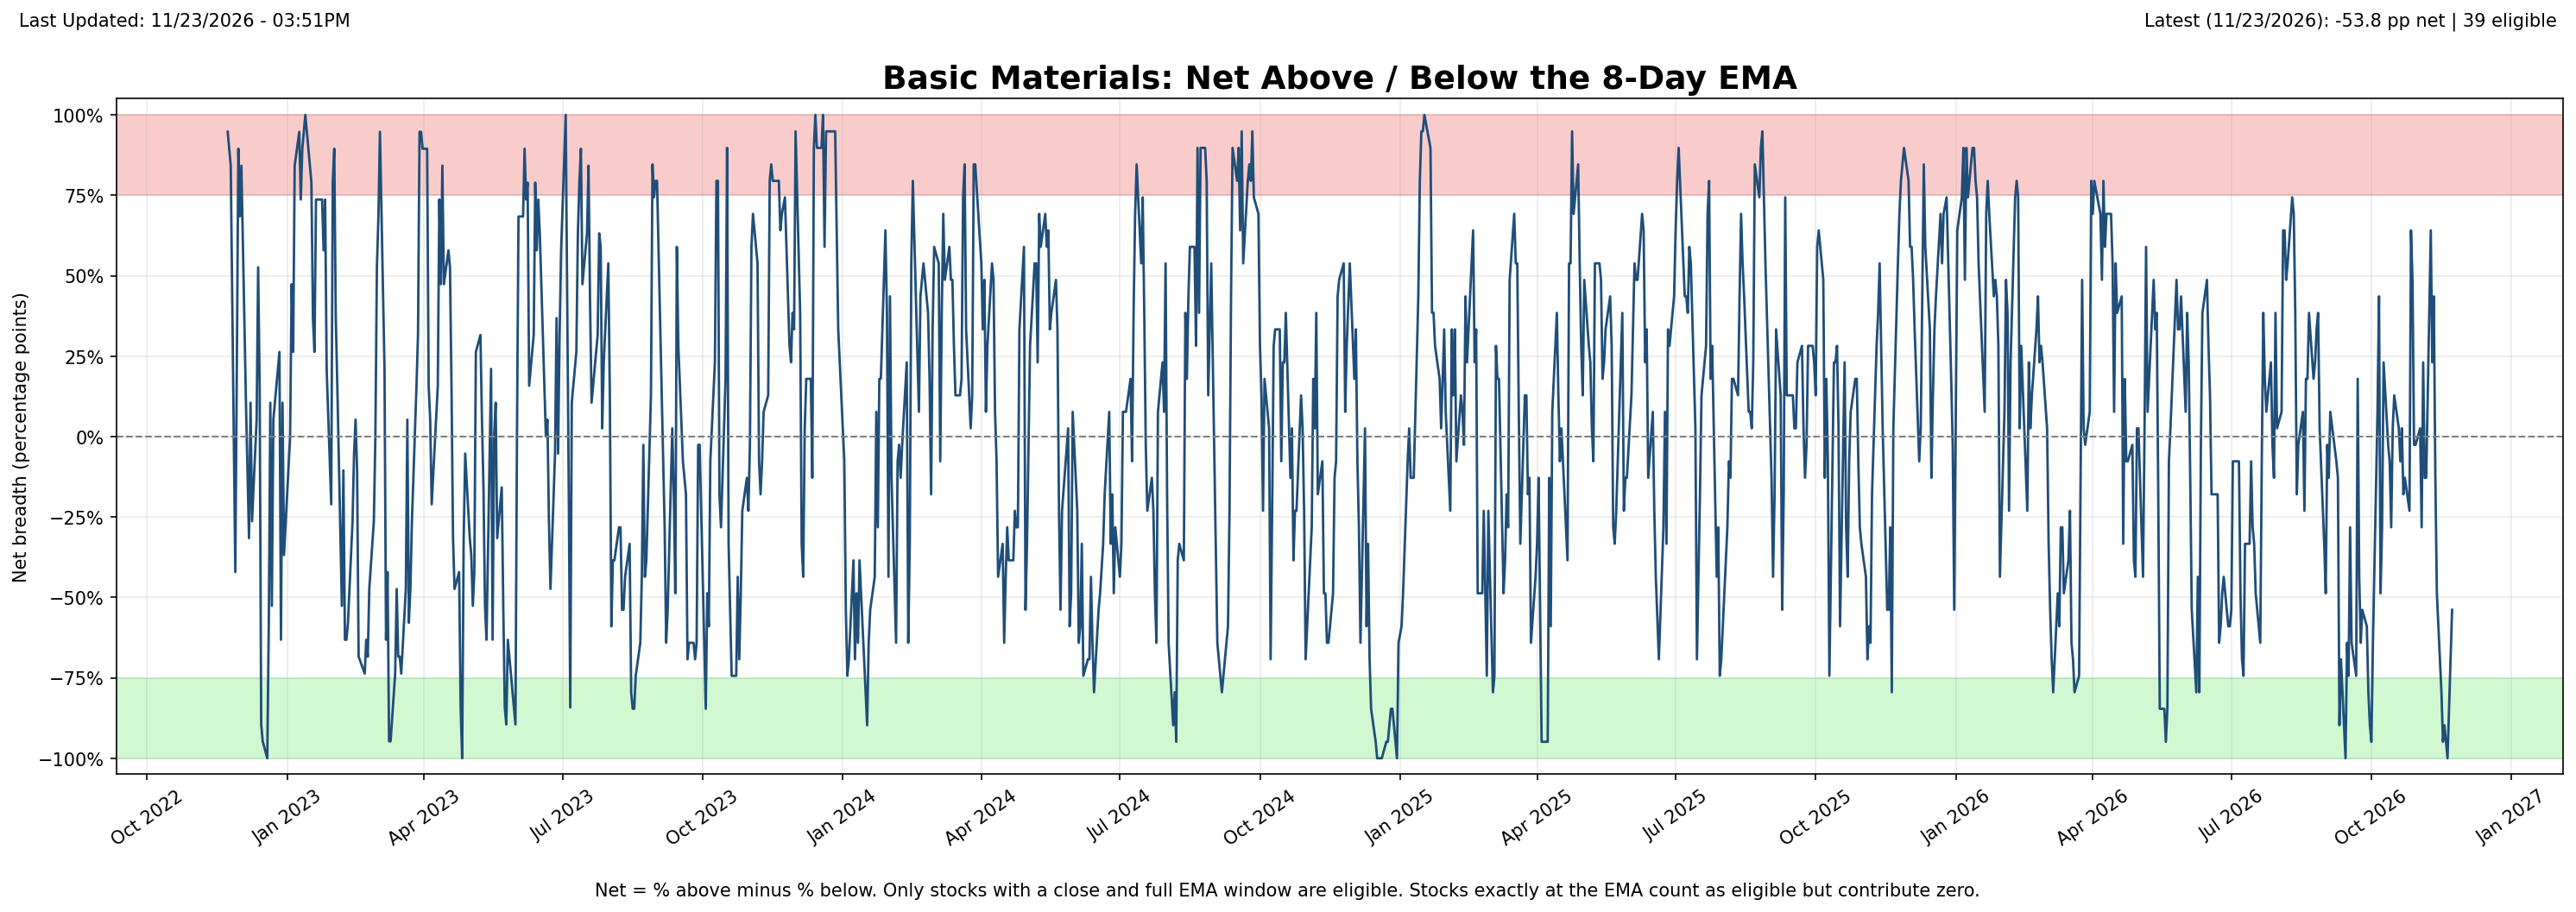 Last Updated: 11/23/2026 - 03:51PM
Latest (11/23/2026): -53.8 pp net | 39 eligible
Basic Materials: Net Above / Below the 8-Day EMA
Net breadth (percentage points)
100%
75%
50%
25%
0%
−25%
−50%
−75%
−100%
Oct 2022
Jan 2023
Apr 2023
Jul 2023
Oct 2023
Jan 2024
Apr 2024
Jul 2024
Oct 2024
Jan 2025
Apr 2025
Jul 2025
Oct 2025
Jan 2026
Apr 2026
Jul 2026
Oct 2026
Jan 2027
Net = % above minus % below. Only stocks with a close and full EMA window are eligible. Stocks exactly at the EMA count as eligible but contribute zero.